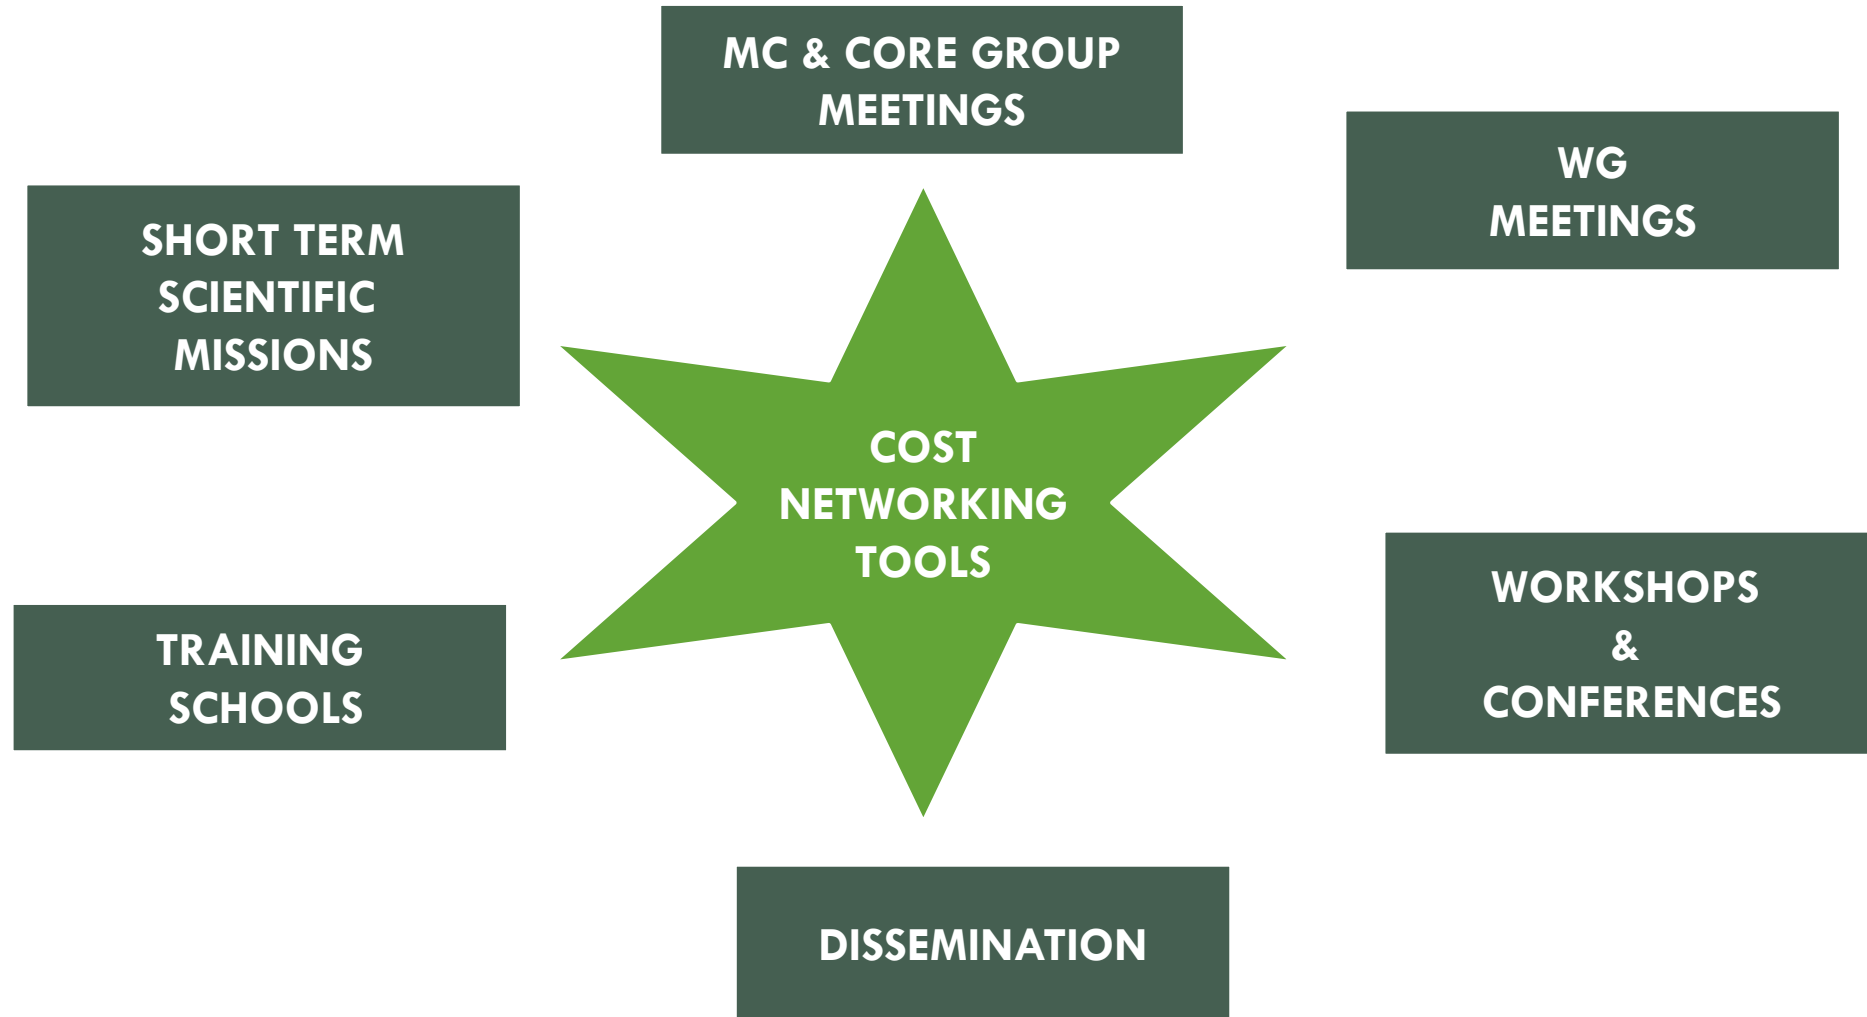 MC & CORE GROUP
MEETINGS
WG
MEETINGS
SHORT TERM
SCIENTIFIC
MISSIONS
COST
NETWORKING
TOOLS
WORKSHOPS
&
CONFERENCES
TRAINING
SCHOOLS
DISSEMINATION